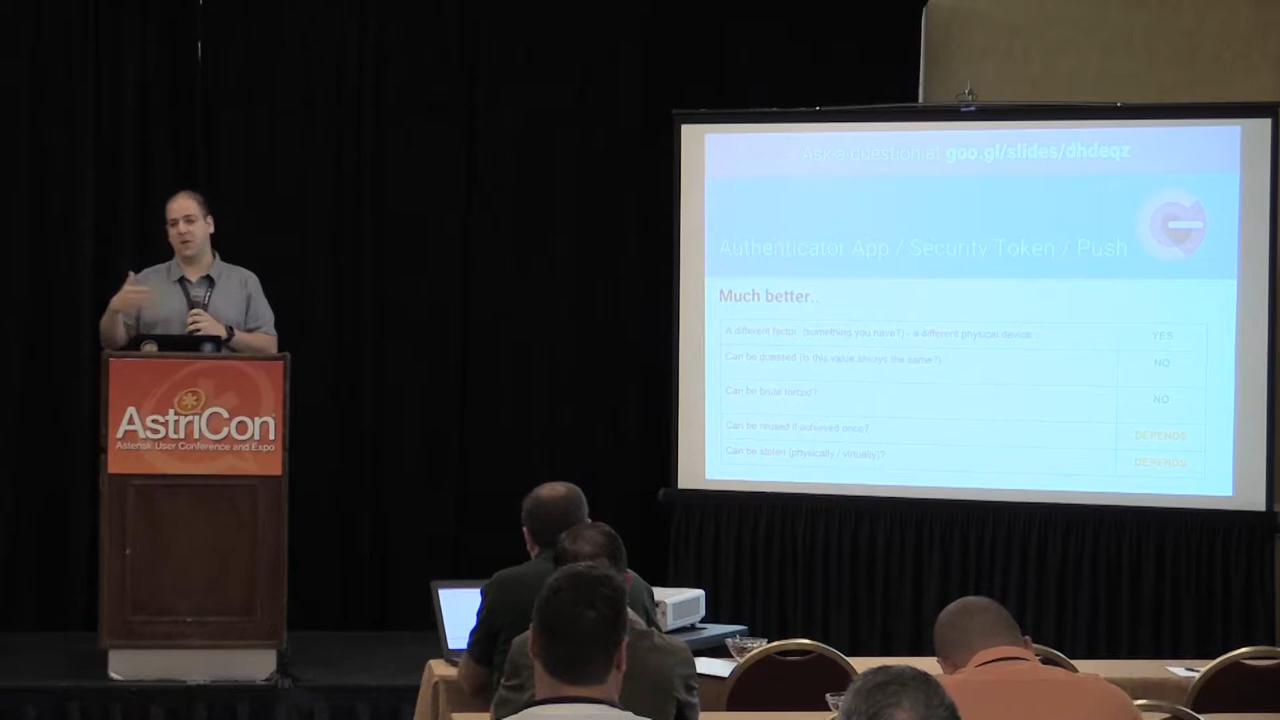 Ask a question at goo.gl/slides/dhdeqz
Authenticator App / Security Token / Push
Much better..
A different factor (something you have?) - a different physical device
YES
Can be guessed (is this value always the same?)
NO
Can be brute forced?
NO
Can be reused if achieved once?
DEPENDS
Can be stolen (physically / virtually)?
DEPENDS
AstriCon
Asterisk User Conference and Expo